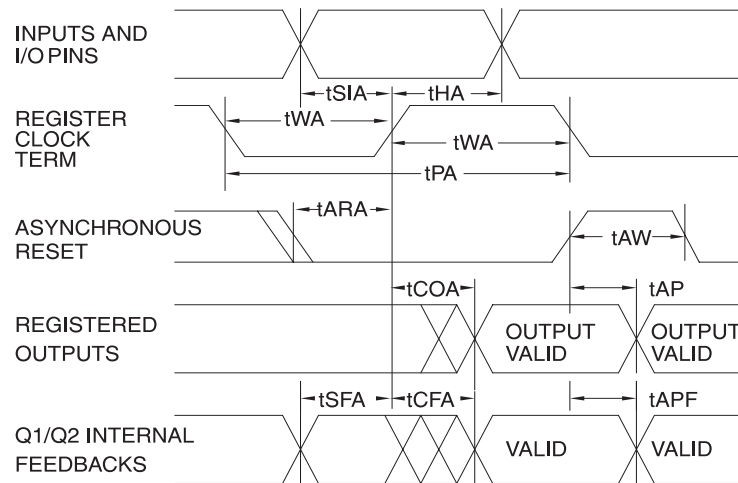 INPUTS AND
I/O PINS
tSIA
tHA
REGISTER
CLOCK
TERM
tWA
tWA
tPA
ASYNCHRONOUS
RESET
tARA
tAW
REGISTERED
OUTPUTS
tCOA
tAP
OUTPUT
VALID
OUTPUT
VALID
Q1/Q2 INTERNAL
FEEDBACKS
tSFA
tCFA
tAPF
VALID
VALID